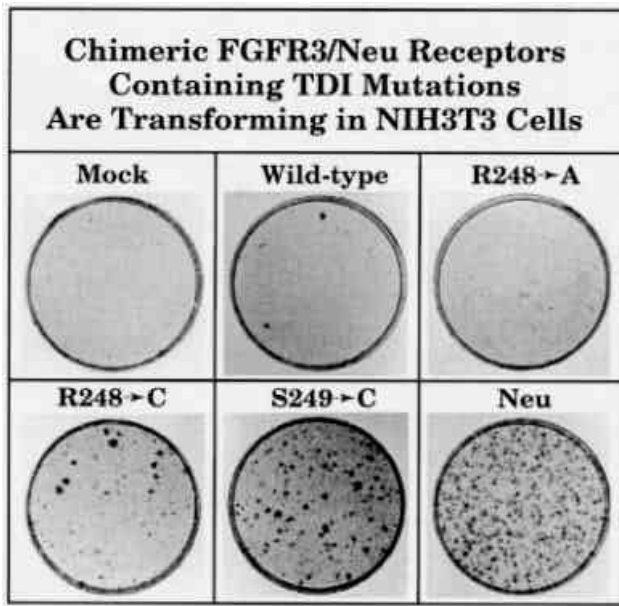 Chimeric FGFR3/Neu Receptors
Containing TDI Mutations
Are Transforming in NIH3T3 Cells
Mock
Wild-type
R248→A
R248→C
S249→C
Neu